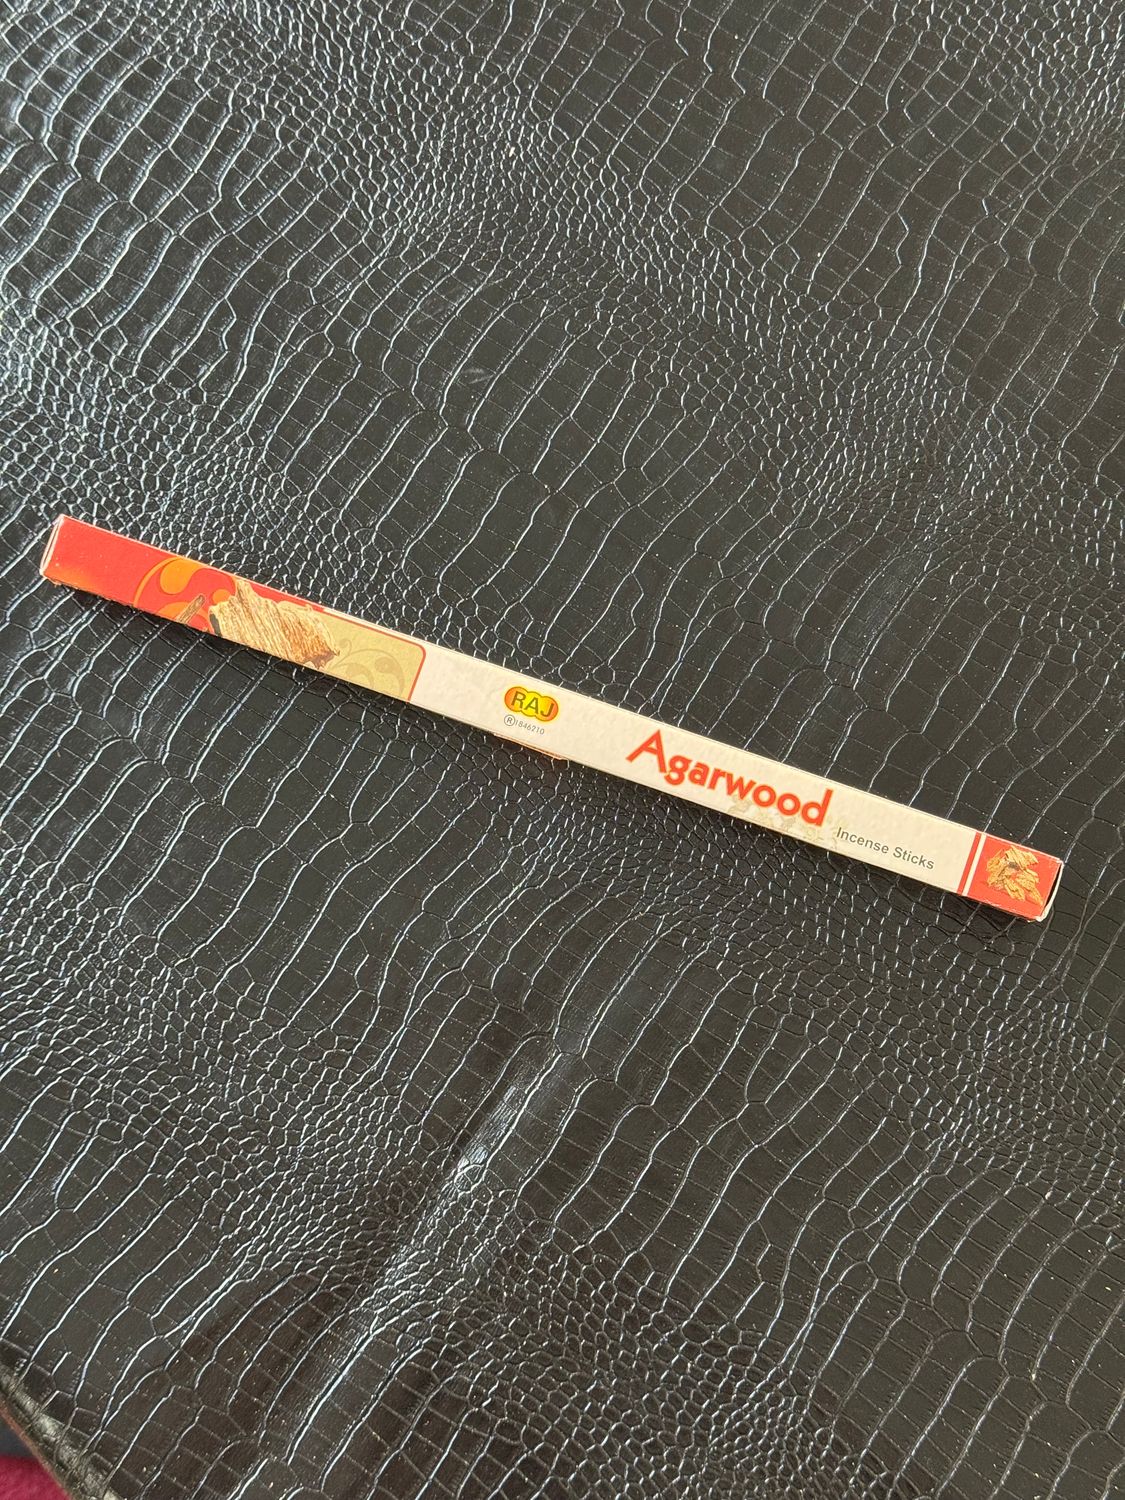 RAJ
®1846210
Agarwood
Incense Sticks